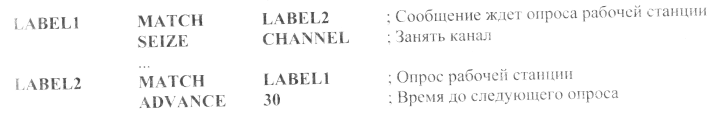 LABEL1 MATCH LABEL2 ; Сообщение ждет опроса рабочей станции
SEIZE CHANNEL ; Занять канал
...
LABEL2 MATCH LABEL1 ; Опрос рабочей станции
ADVANCE 30 ; Время до следующего опроса